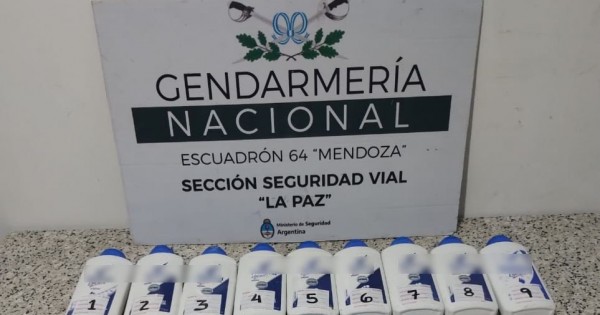 GENDARMERÍA
NACIONAL
ESCUADRÓN 64 "MENDOZA"
SECCIÓN SEGURIDAD VIAL
"LA PAZ"
Ministerio de Seguridad
Argentina
1 2 3 4 5 6 7 8 9